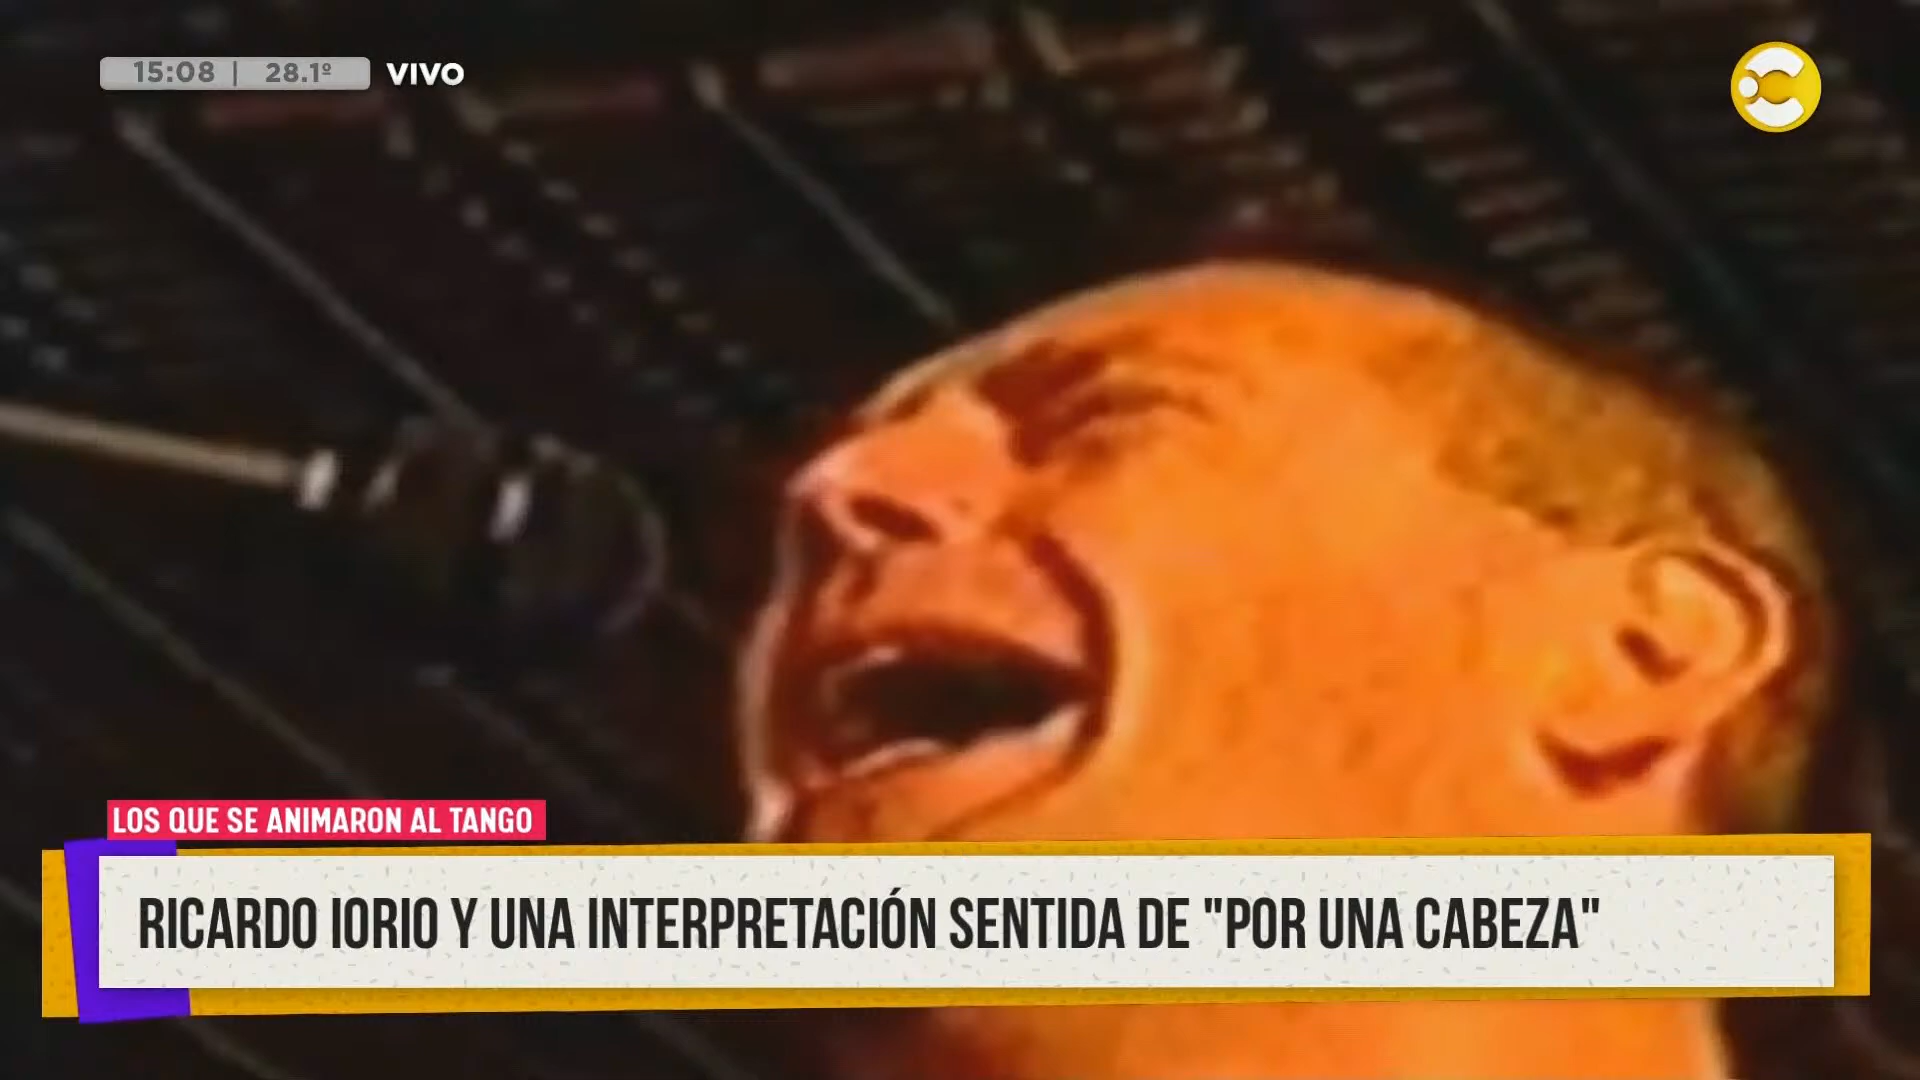 15:08 | 28.1º VIVO
LOS QUE SE ANIMARON AL TANGO
RICARDO IORIO Y UNA INTERPRETACIÓN SENTIDA DE "POR UNA CABEZA"